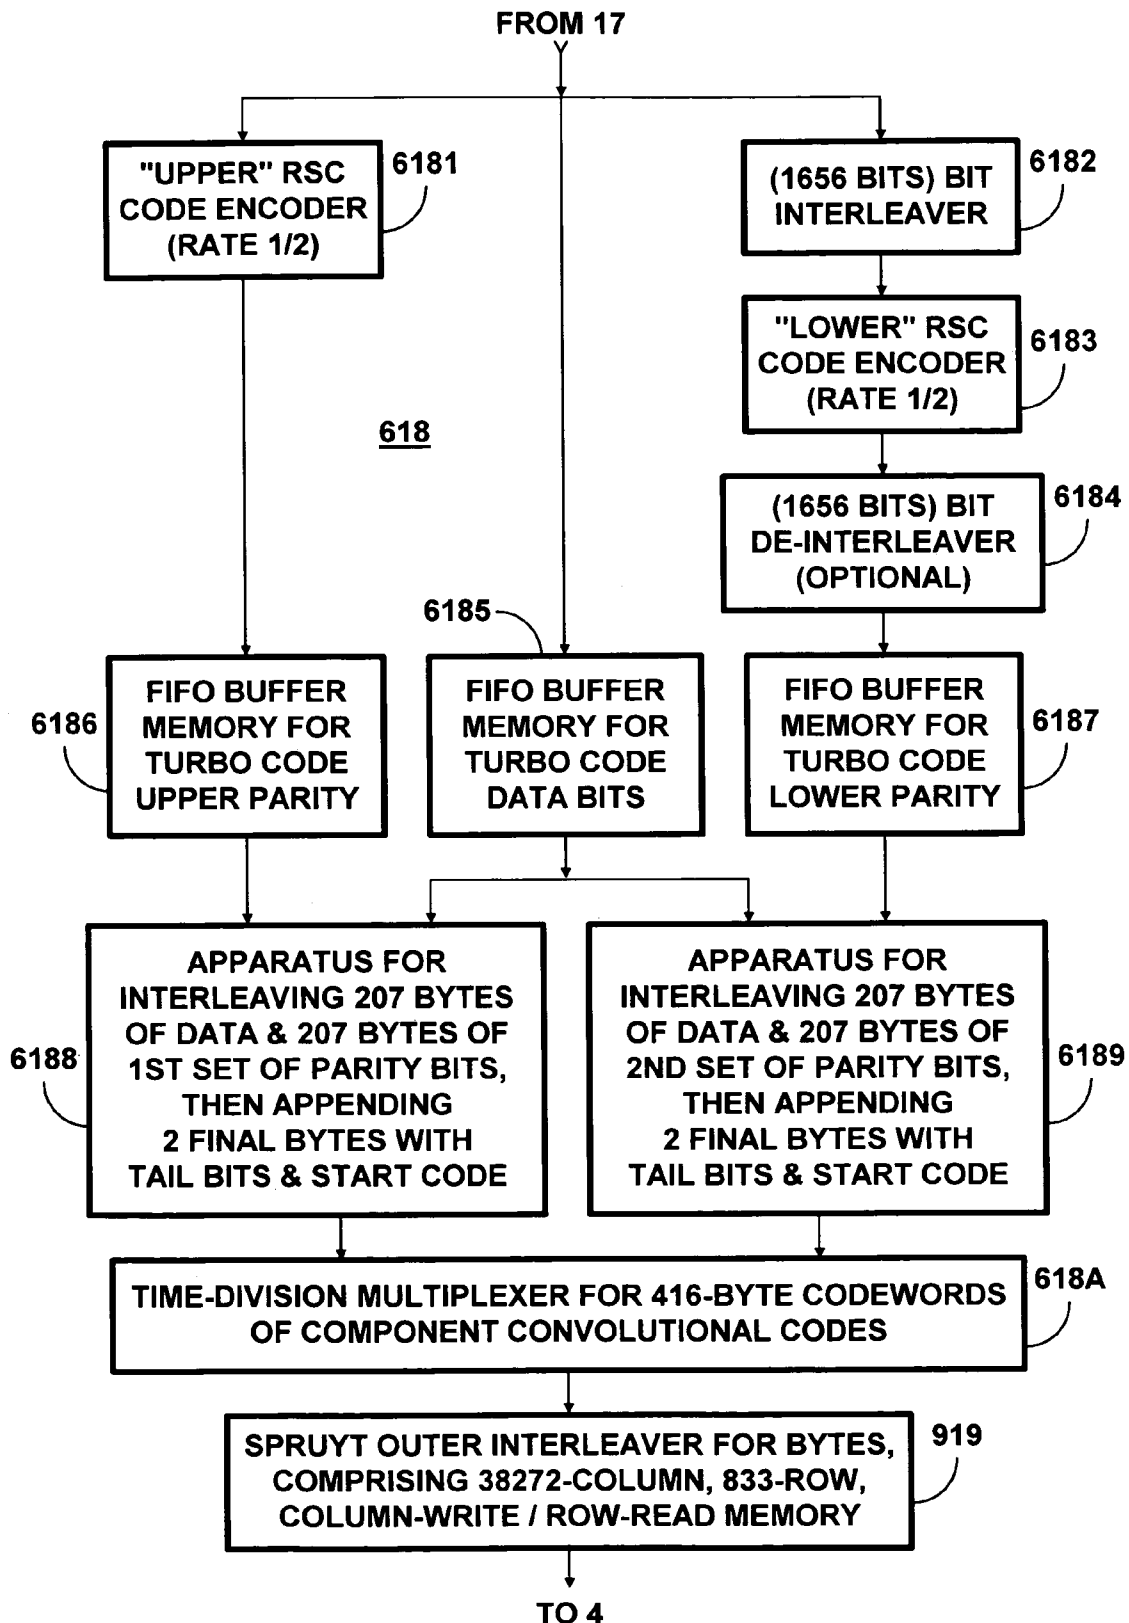 FROM 17
"UPPER" RSC
CODE ENCODER
(RATE 1/2)
6181
(1656 BITS) BIT
INTERLEAVER
6182
"LOWER" RSC
CODE ENCODER
(RATE 1/2)
6183
618
(1656 BITS) BIT
DE-INTERLEAVER
(OPTIONAL)
6184
6185
6186
FIFO BUFFER
MEMORY FOR
TURBO CODE
UPPER PARITY
FIFO BUFFER
MEMORY FOR
TURBO CODE
DATA BITS
FIFO BUFFER
MEMORY FOR
TURBO CODE
LOWER PARITY
6187
6188
APPARATUS FOR
INTERLEAVING 207 BYTES
OF DATA & 207 BYTES OF
1ST SET OF PARITY BITS,
THEN APPENDING
2 FINAL BYTES WITH
TAIL BITS & START CODE
APPARATUS FOR
INTERLEAVING 207 BYTES
OF DATA & 207 BYTES OF
2ND SET OF PARITY BITS,
THEN APPENDING
2 FINAL BYTES WITH
TAIL BITS & START CODE
6189
TIME-DIVISION MULTIPLEXER FOR 416-BYTE CODEWORDS
OF COMPONENT CONVOLUTIONAL CODES
618A
SPRUYT OUTER INTERLEAVER FOR BYTES,
COMPRISING 38272-COLUMN, 833-ROW,
COLUMN-WRITE / ROW-READ MEMORY
919
TO 4